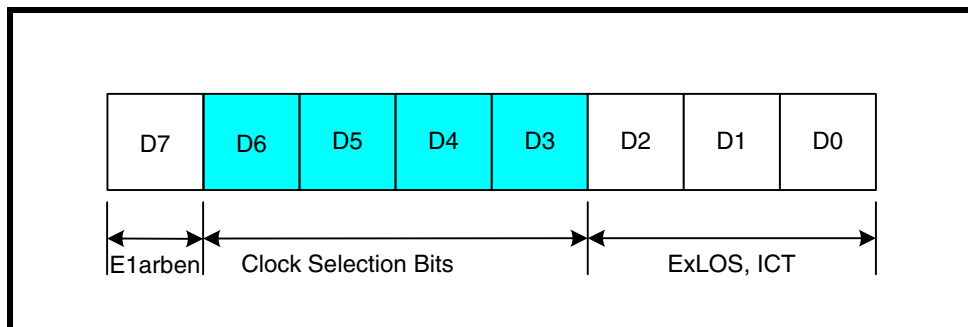 D7 D6 D5 D4 D3 D2 D1 D0
E1arben Clock Selection Bits ExLOS, ICT